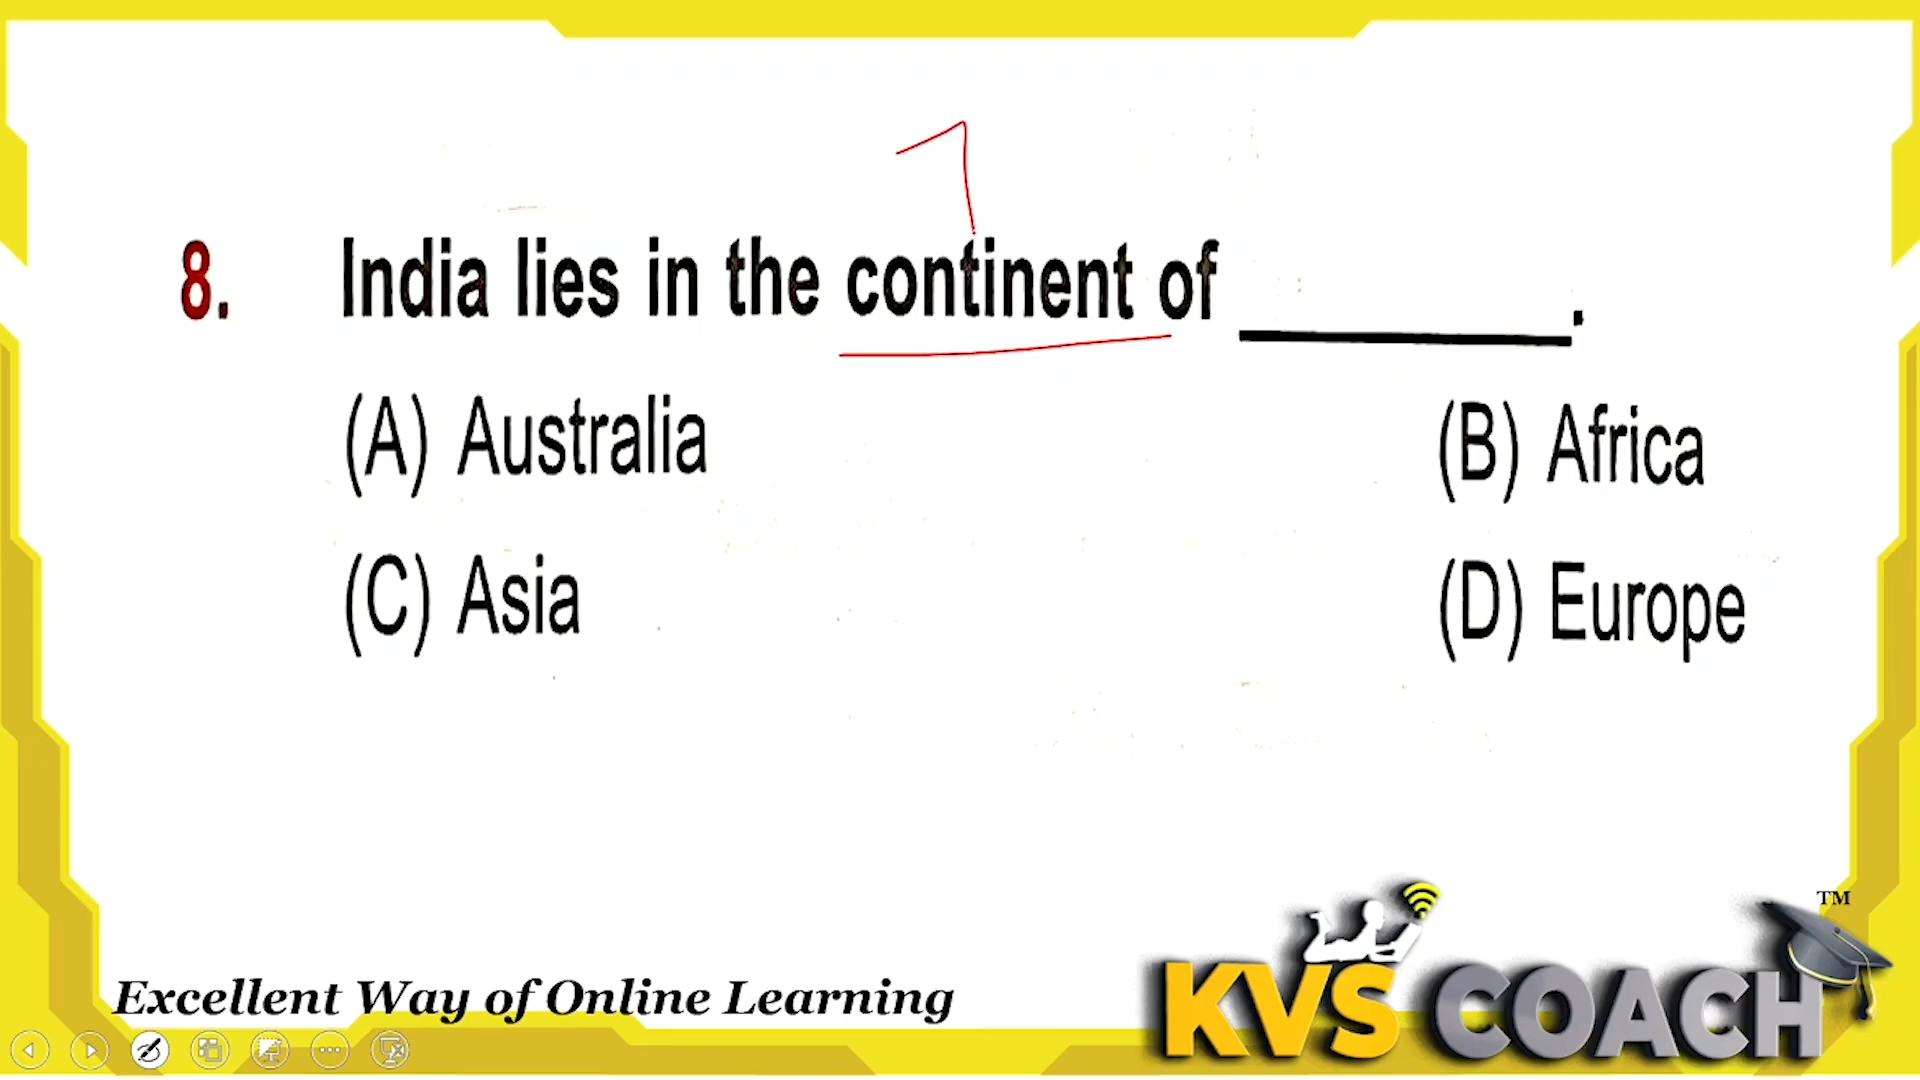 7
8. India lies in the continent of ________.
(A) Australia (B) Africa
(C) Asia (D) Europe
TM
KVS COACH
Excellent Way of Online Learning